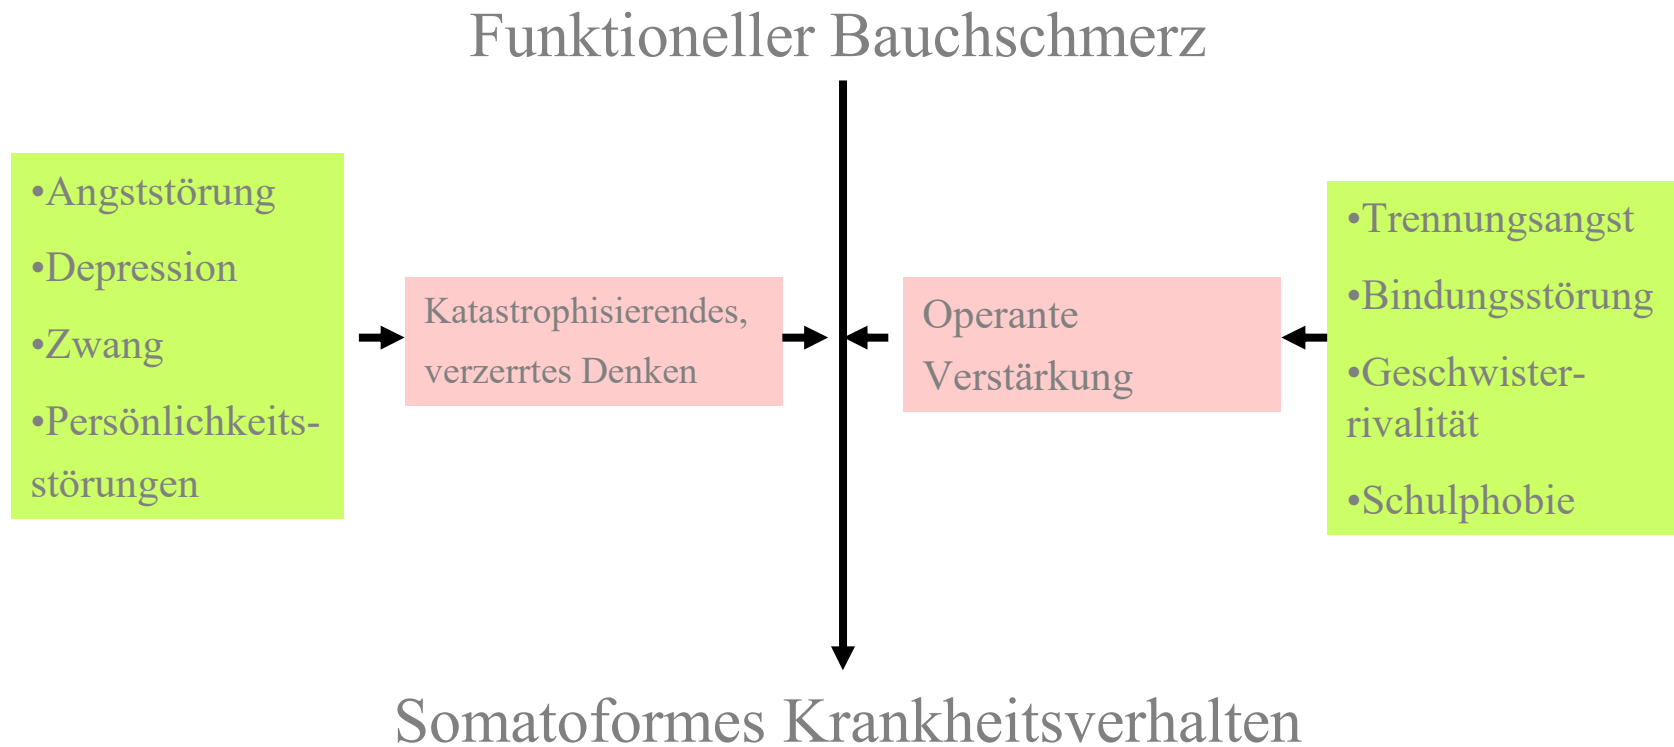 Funktioneller Bauchschmerz
•Angststörung
•Depression
•Zwang
•Persönlichkeits-
störungen
Katastrophisierendes,
verzerrtes Denken
Operante
Verstärkung
•Trennungsangst
•Bindungsstörung
•Geschwister-
rivalität
•Schulphobie
Somatoformes Krankheitsverhalten